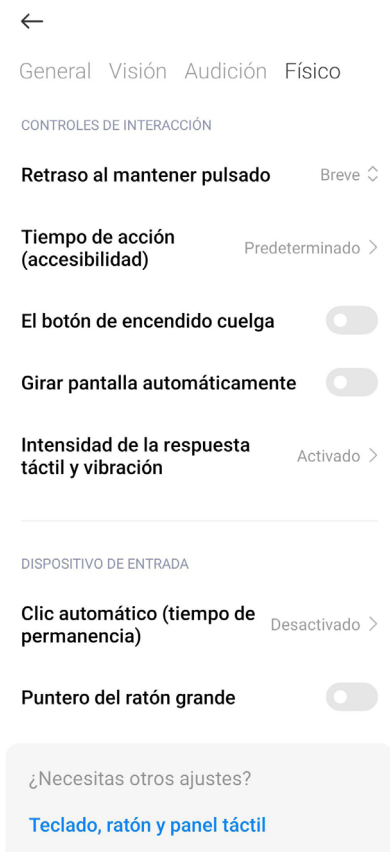 General Visión Audición Físico
CONTROLES DE INTERACCIÓN
Retraso al mantener pulsado Breve
Tiempo de acción
(accesibilidad) Predeterminado
El botón de encendido cuelga
Girar pantalla automáticamente
Intensidad de la respuesta
táctil y vibración Activado
DISPOSITIVO DE ENTRADA
Clic automático (tiempo de
permanencia) Desactivado
Puntero del ratón grande
¿Necesitas otros ajustes?
Teclado, ratón y panel táctil